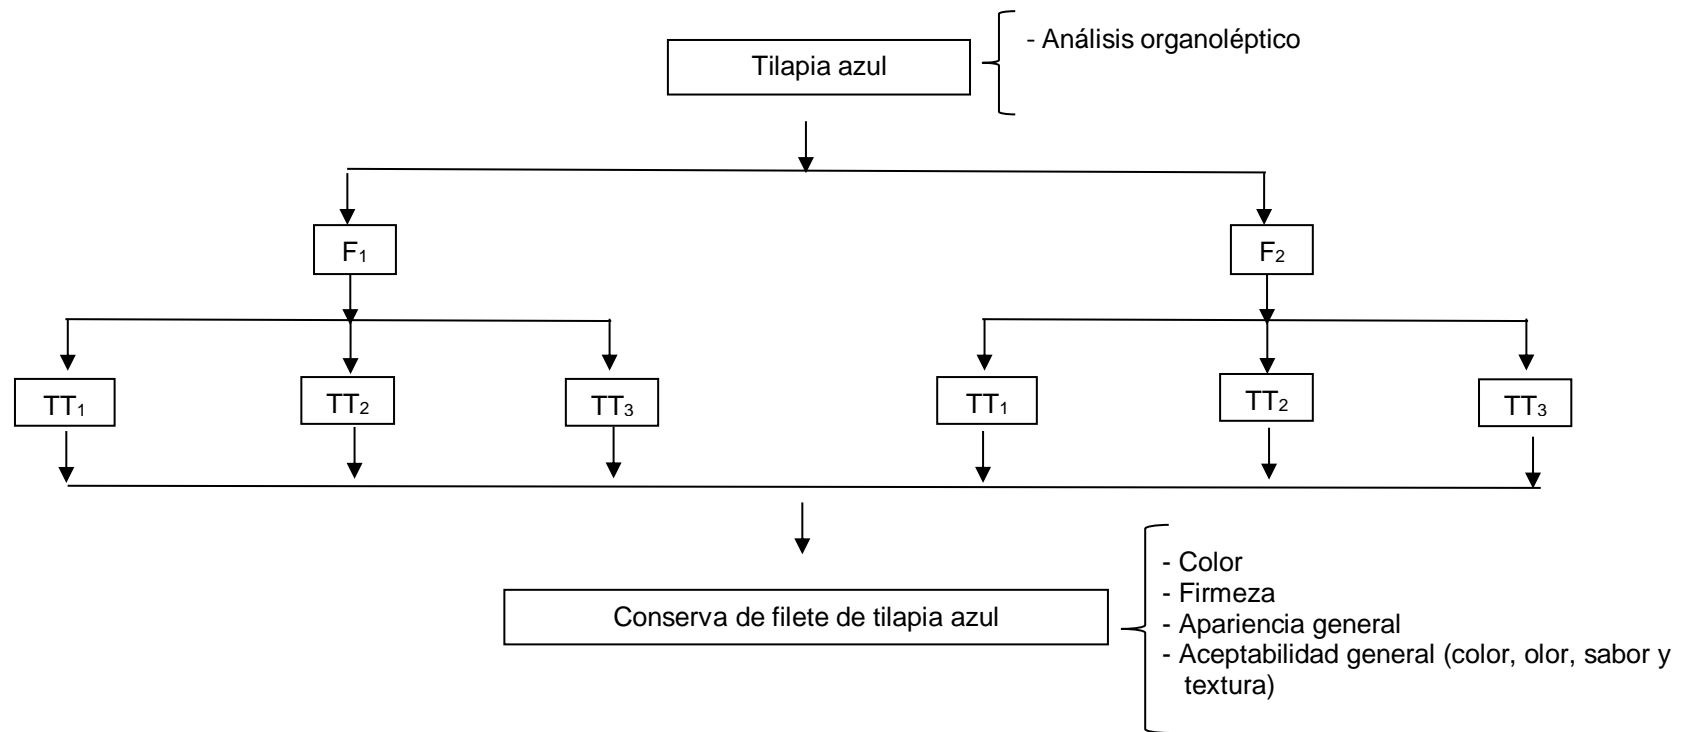 - Análisis organoléptico
Tilapia azul
F₁
F₂
TT₁
TT₂
TT₃
TT₁
TT₂
TT₃
- Color
- Firmeza
- Apariencia general
- Aceptabilidad general (color, olor, sabor y
textura)
Conserva de filete de tilapia azul